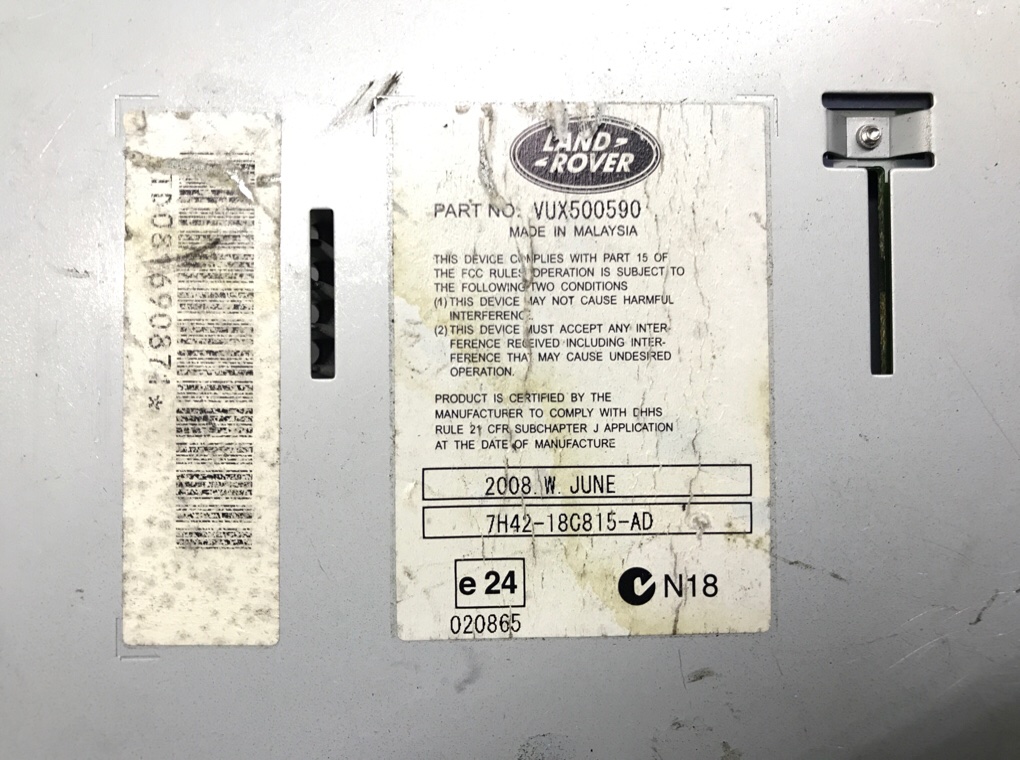 LAND-
-ROVER
PART NO: VUX500590
MADE IN MALAYSIA
THIS DEVICE COMPLIES WITH PART 15 OF
THE FCC RULES OPERATION IS SUBJECT TO
THE FOLLOWING TWO CONDITIONS
(1) THIS DEVICE MAY NOT CAUSE HARMFUL
INTERFERENCE.
(2) THIS DEVICE MUST ACCEPT ANY INTER-
FERENCE RECEIVED INCLUDING INTER-
FERENCE THAT MAY CAUSE UNDESIRED
OPERATION.
PRODUCT IS CERTIFIED BY THE
MANUFACTURER TO COMPLY WITH DHHS
RULE 21 CFR SUBCHAPTER J APPLICATION
AT THE DATE OF MANUFACTURE
2008. W. JUNE
7H42-18C815-AD
e 24
N18
020865